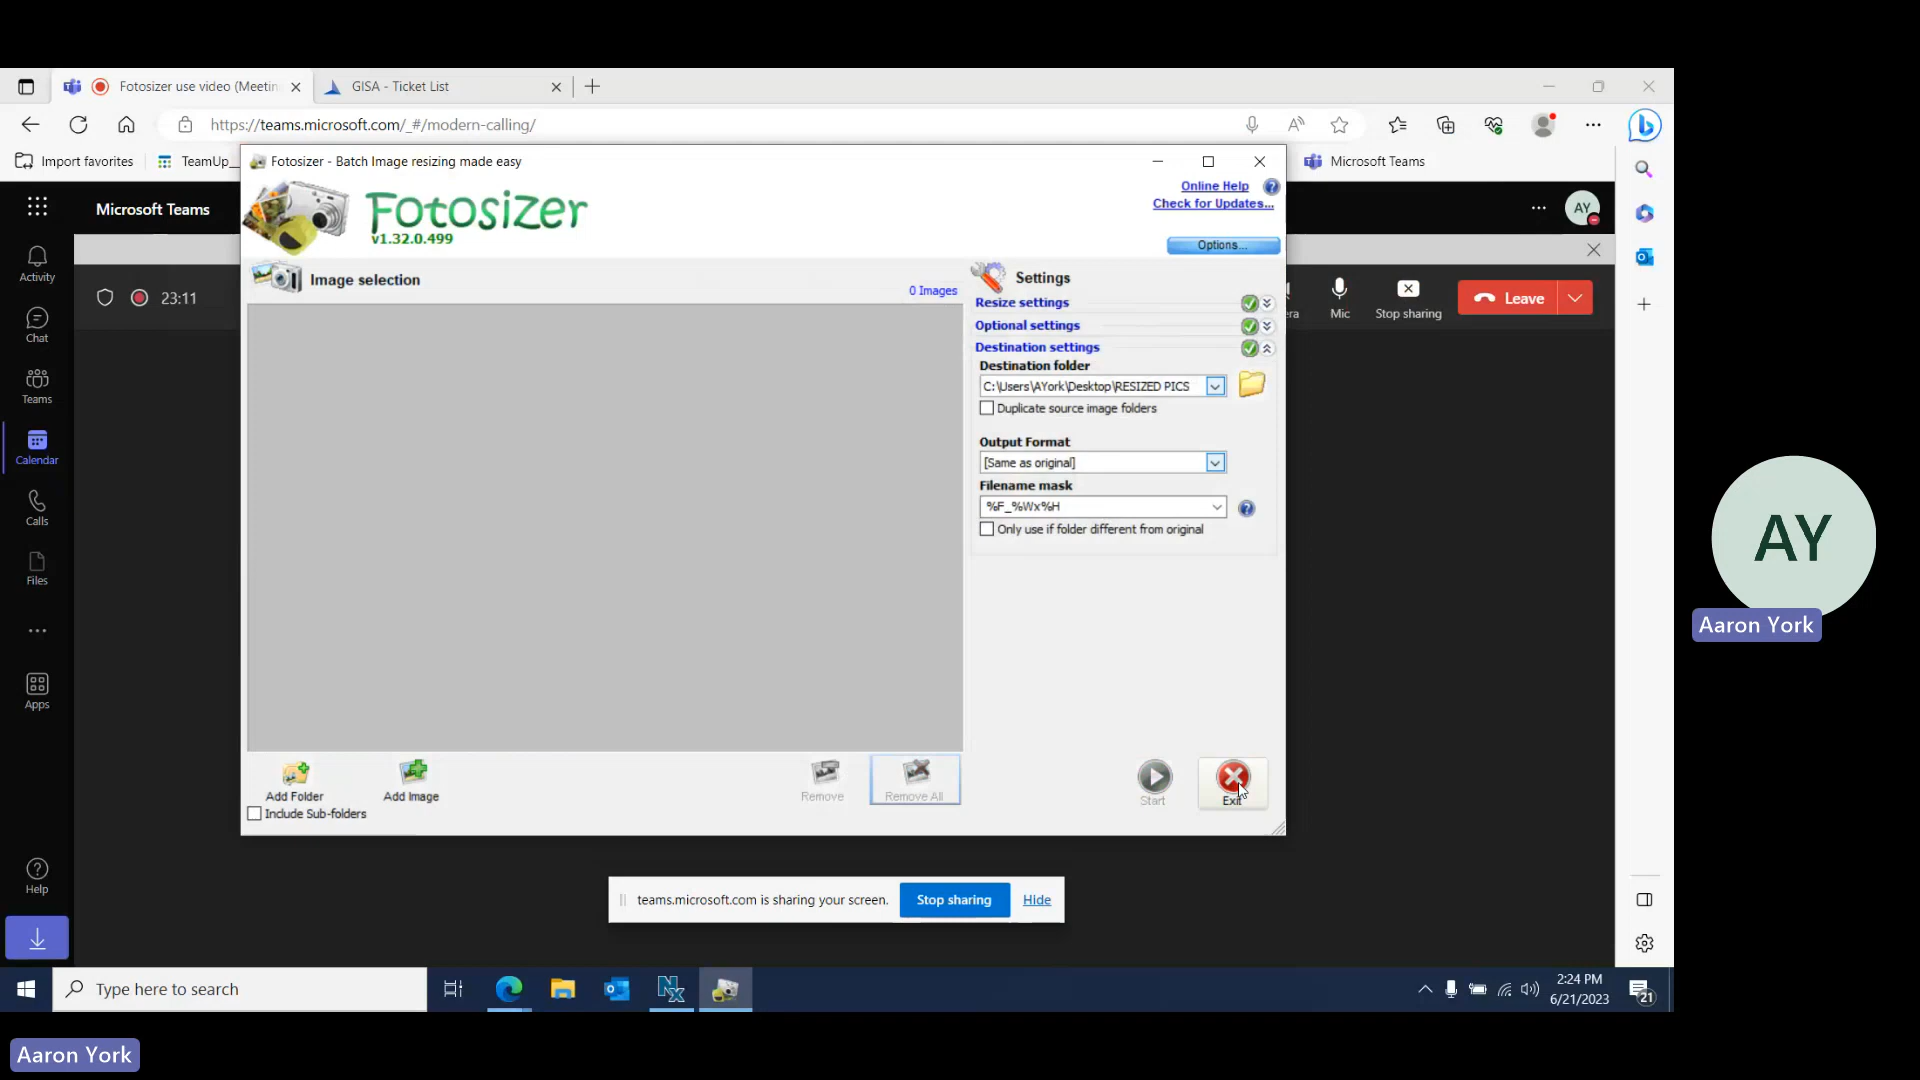 Fotosizer use video (Meetin
GISA - Ticket List
https://teams.microsoft.com/_#/modern-calling/
Import favorites
TeamUp_
Microsoft Teams
Fotosizer - Batch Image resizing made easy
Fotosizer
v1.32.0.499
Online Help
Check for Updates...
Options...
Microsoft Teams
AY
Activity
Chat
Teams
Calendar
Calls
Files
Apps
Help
23:11
Image selection
0 Images
Settings
Resize settings
Optional settings
Destination settings
Destination folder
C:\Users\AYork\Desktop\RESIZED PICS
Duplicate source image folders
Output Format
[Same as original]
Filename mask
%F_%Wx%H
Only use if folder different from original
era
Mic
Stop sharing
Leave
Add Folder
Add Image
Include Sub-folders
Remove
Remove All
Start
Exit
teams.microsoft.com is sharing your screen.
Stop sharing
Hide
Type here to search
2:24 PM
6/21/2023
21
AY
Aaron York
Aaron York